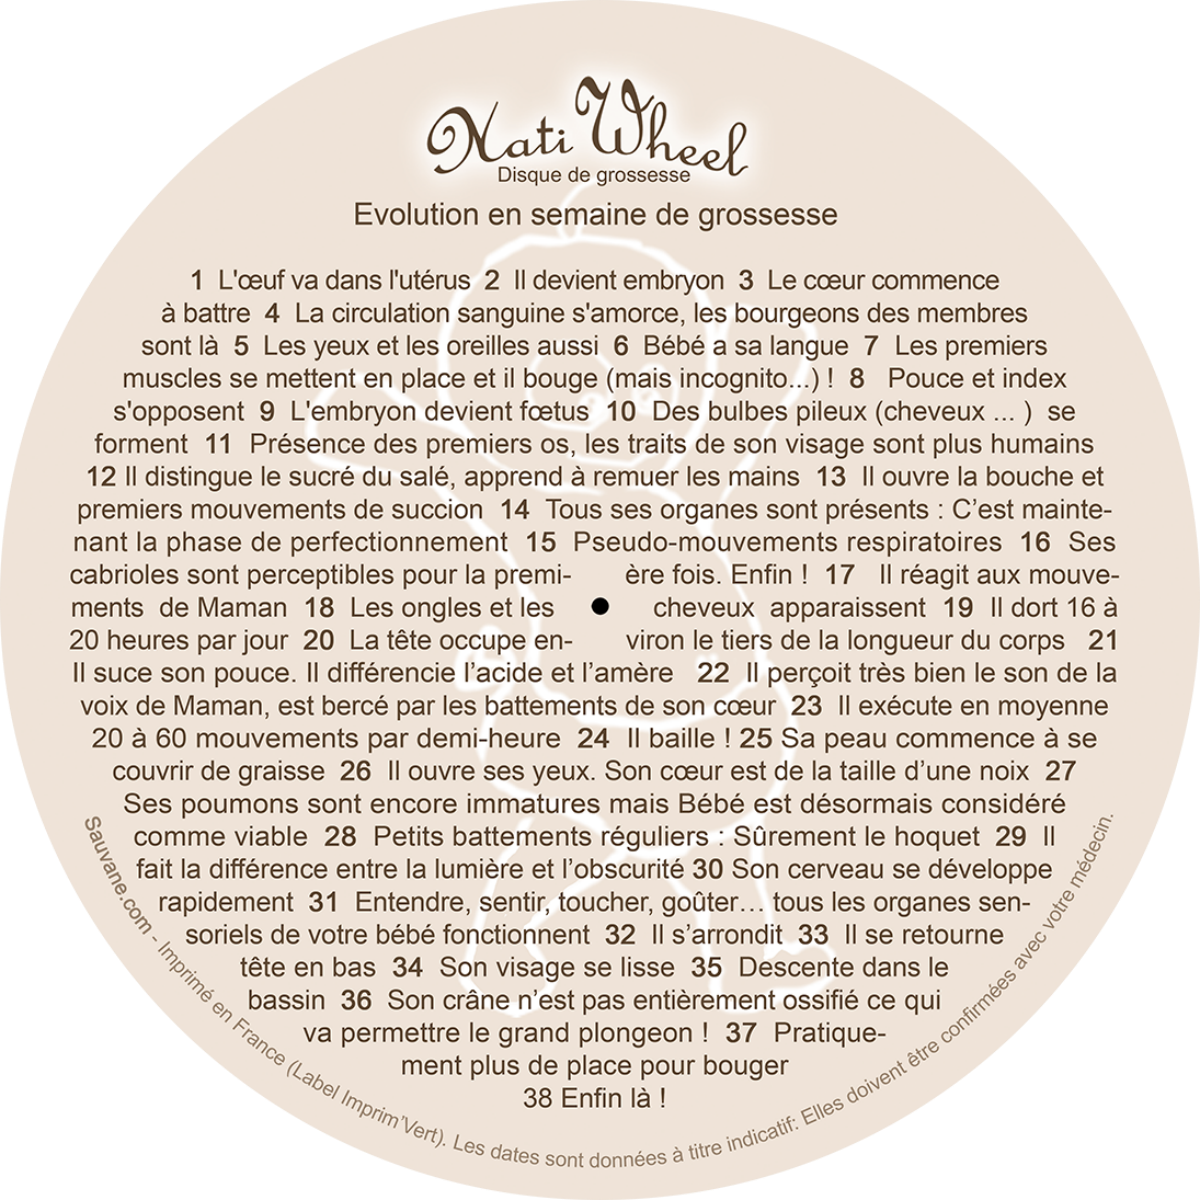 Nati Wheel
Disque de grossesse
Evolution en semaine de grossesse
1 L'œuf va dans l'utérus 2 Il devient embryon 3 Le cœur commence
à battre 4 La circulation sanguine s'amorce, les bourgeons des membres
sont là 5 Les yeux et les oreilles aussi 6 Bébé a sa langue 7 Les premiers
muscles se mettent en place et il bouge (mais incognito...) ! 8 Pouce et index
s'opposent 9 L'embryon devient fœtus 10 Des bulbes pileux (cheveux ... ) se
forment 11 Présence des premiers os, les traits de son visage sont plus humains
12 Il distingue le sucré du salé, apprend à remuer les mains 13 Il ouvre la bouche et
premiers mouvements de succion 14 Tous ses organes sont présents : C’est mainte-
nant la phase de perfectionnement 15 Pseudo-mouvements respiratoires 16 Ses
cabrioles sont perceptibles pour la premi- ère fois. Enfin ! 17 Il réagit aux mouve-
ments de Maman 18 Les ongles et les cheveux apparaissent 19 Il dort 16 à
20 heures par jour 20 La tête occupe en- viron le tiers de la longueur du corps 21
Il suce son pouce. Il différencie l’acide et l’amère 22 Il perçoit très bien le son de la
voix de Maman, est bercé par les battements de son cœur 23 Il exécute en moyenne
20 à 60 mouvements par demi-heure 24 Il baille ! 25 Sa peau commence à se
couvrir de graisse 26 Il ouvre ses yeux. Son cœur est de la taille d’une noix 27
Ses poumons sont encore immatures mais Bébé est désormais considéré
comme viable 28 Petits battements réguliers : Sûrement le hoquet 29 Il
fait la différence entre la lumière et l’obscurité 30 Son cerveau se développe
rapidement 31 Entendre, sentir, toucher, goûter… tous les organes sen-
soriels de votre bébé fonctionnent 32 Il s’arrondit 33 Il se retourne
tête en bas 34 Son visage se lisse 35 Descente dans le
bassin 36 Son crâne n’est pas entièrement ossifié ce qui
va permettre le grand plongeon ! 37 Pratique-
ment plus de place pour bouger
38 Enfin là !
Sauvane.com - Imprimé en France (Label Imprim’Vert). Les dates sont données à titre indicatif: Elles doivent être confirmées avec votre médecin.